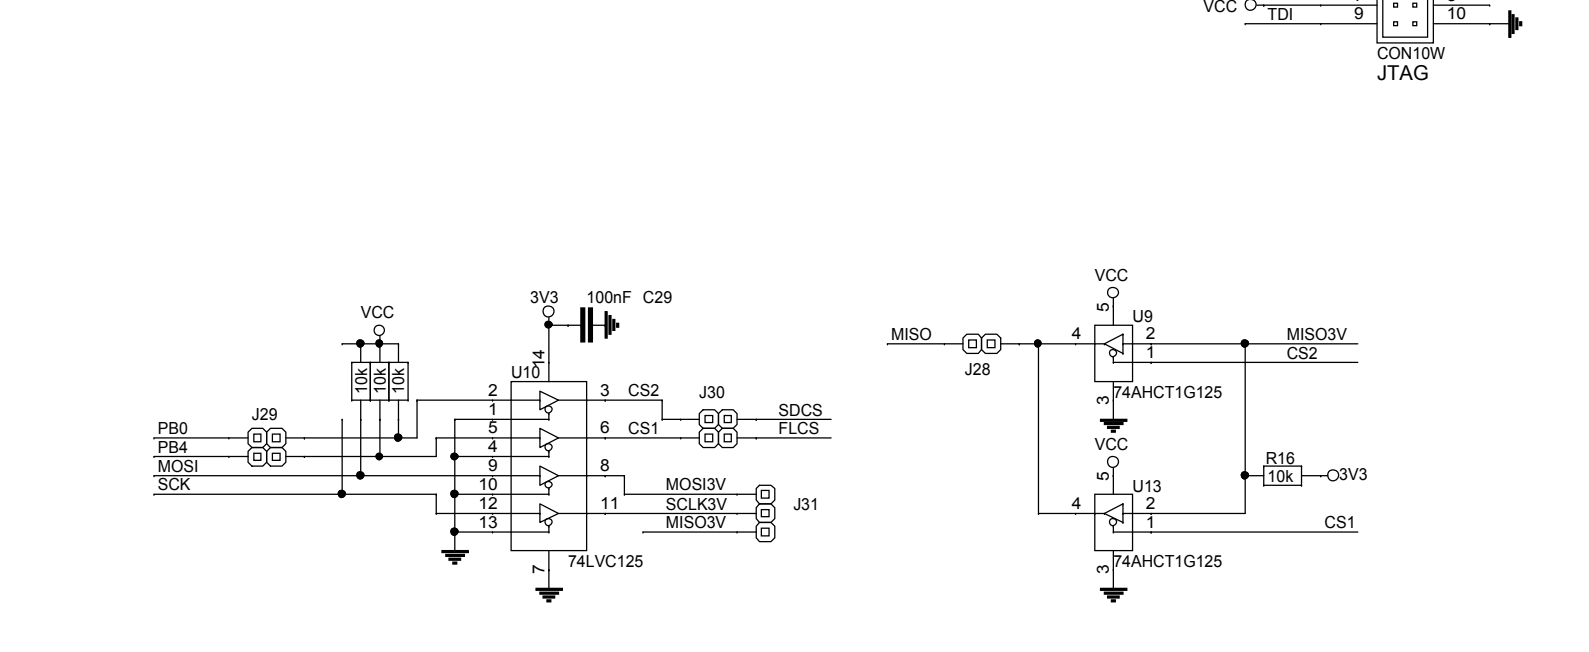 VCC
TDI 9 10
CON10W
JTAG
VCC
3V3 100nF C29
VCC
10k 10k 10k
14
U10
2 3 CS2 J30
1 SDCS
J29 5 6 CS1 FLCS
PB0 4
PB4 9 8
MOSI 10 MOSI3V
SCK 12 11 SCLK3V J31
13 MISO3V
74LVC125
7
VCC
5
U9
MISO 4 2 MISO3V
1 CS2
J28
74AHCT1G125
3
VCC
5
R16
10k 3V3
U13
4 2
1 CS1
74AHCT1G125
3